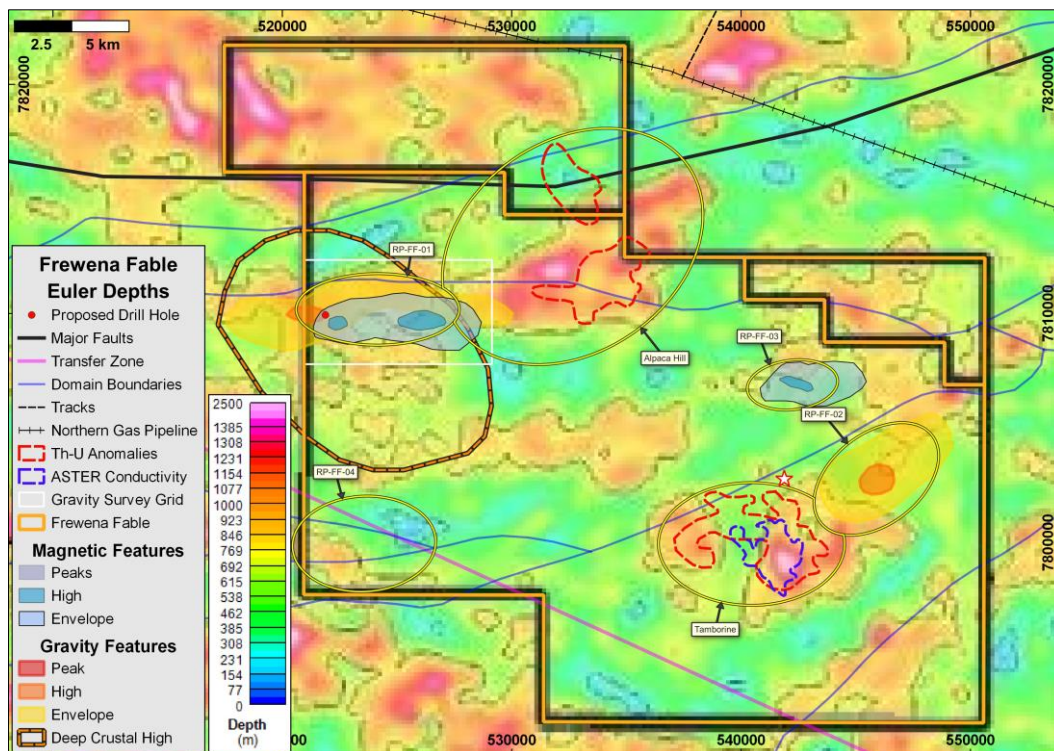 520000
530000
540000
550000
2.5
5 km
7820000
7820000
7810000
7800000
RP-FF-01
Alpaca Hill
RP-FF-03
RP-FF-02
RP-FF-04
Tamborine
Frewena Fable
Euler Depths
Proposed Drill Hole
Major Faults
Transfer Zone
Domain Boundaries
Tracks
Northern Gas Pipeline
Th-U Anomalies
ASTER Conductivity
Gravity Survey Grid
Frewena Fable
Magnetic Features
Peaks
High
Envelope
Gravity Features
Peak
High
Envelope
Deep Crustal High
2500
1385
1308
1231
1154
1077
1000
923
846
769
692
615
538
462
385
308
231
154
77
0
Depth
(m)
530000
540000
550000